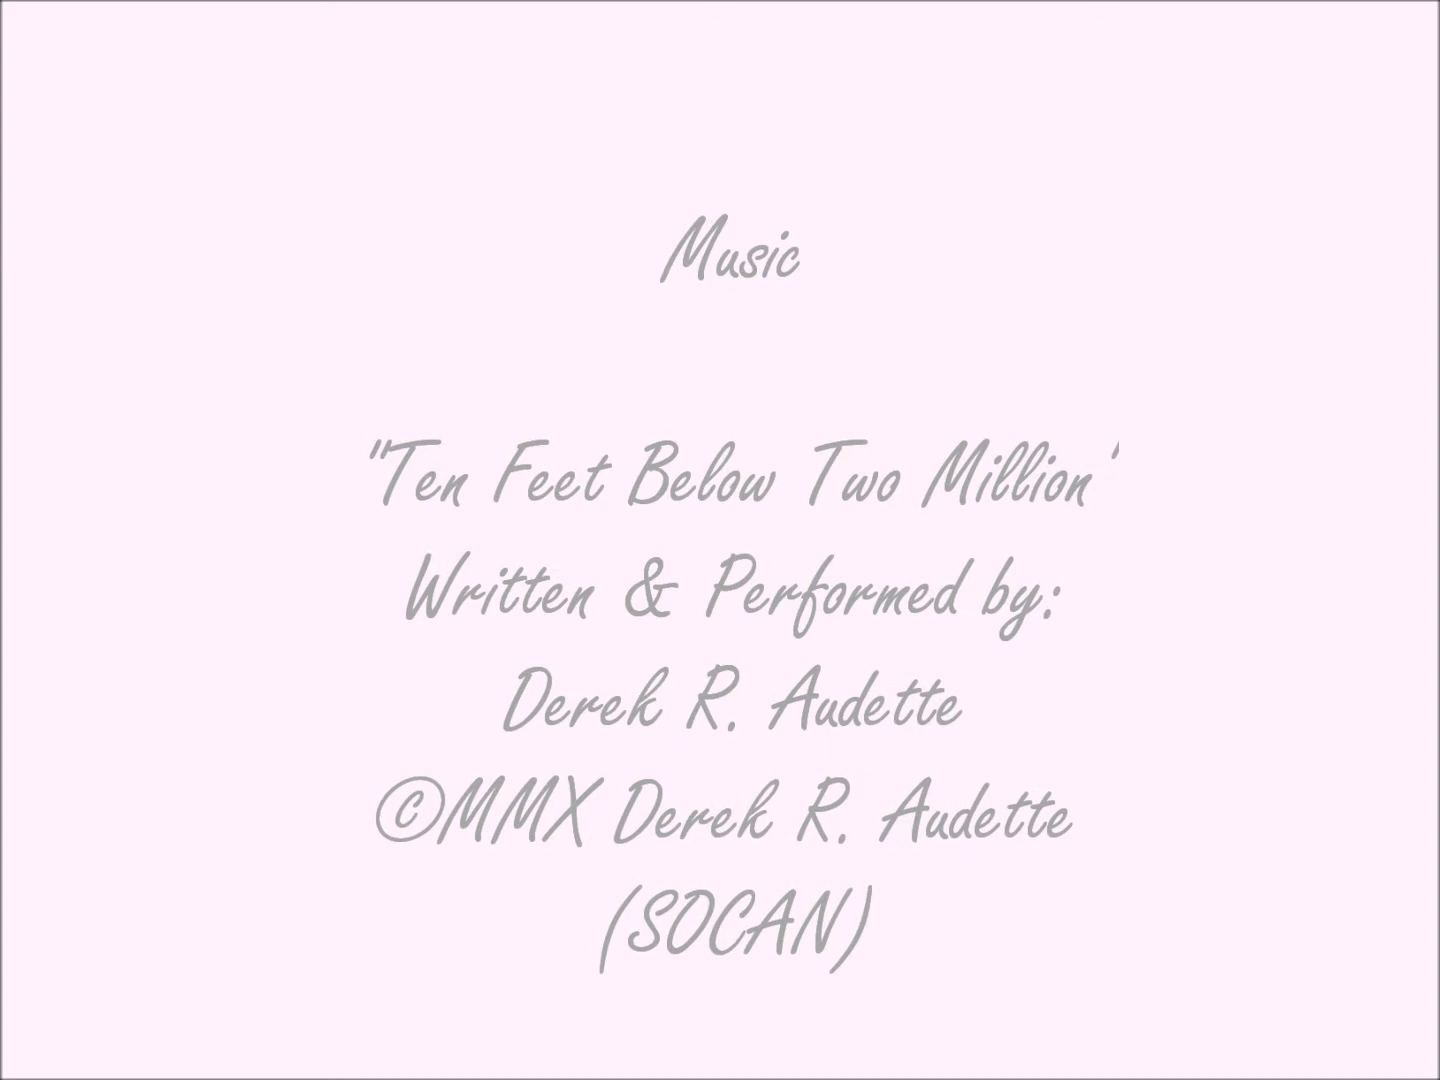 Music
"Ten Feet Below Two Million"
Written & Performed by:
Derek R. Audette
©MMX Derek R. Audette
(SOCAN)